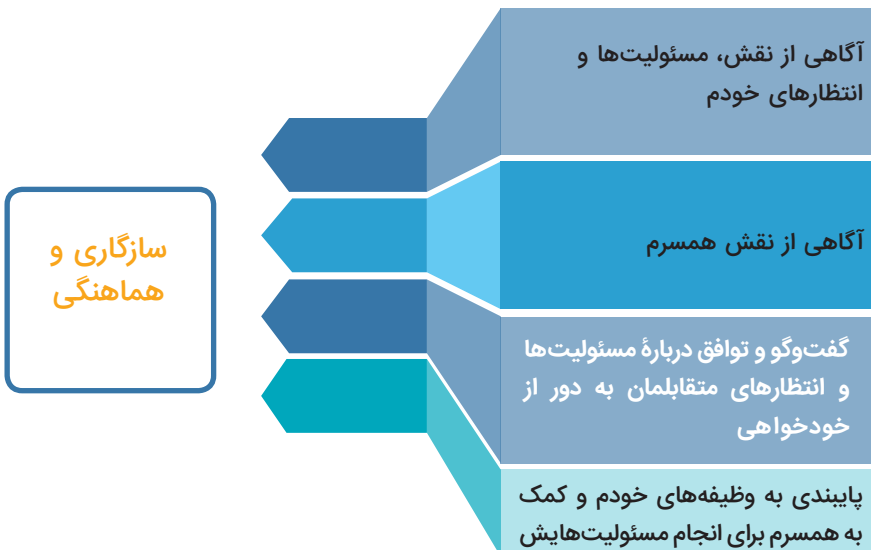 آگاهی از نقش، مسئولیت‌ها و
انتظارهای خودم
آگاهی از نقش همسرم
گفت‌وگو و توافق دربارهٔ مسئولیت‌ها
و انتظارهای متقابلمان به دور از
خودخواهی
پایبندی به وظیفه‌های خودم و کمک
به همسرم برای انجام مسئولیت‌هایش
سازگاری و
هماهنگی